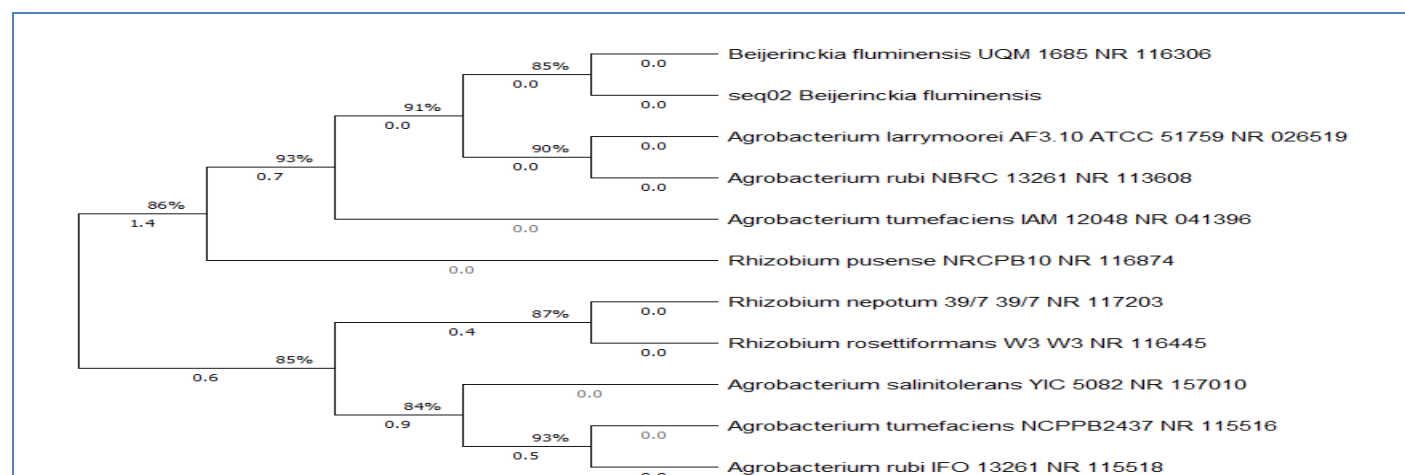 Beijerinckia fluminensis UQM 1685 NR 116306
85%
0.0
0.0
seq02 Beijerinckia fluminensis
0.0
91%
0.0
Agrobacterium larrymoorei AF3.10 ATCC 51759 NR 026519
90%
0.0
0.0
Agrobacterium rubi NBRC 13261 NR 113608
0.0
93%
0.7
Agrobacterium tumefaciens IAM 12048 NR 041396
0.0
86%
1.4
Rhizobium pusense NRCPB10 NR 116874
0.0
Rhizobium nepotum 39/7 39/7 NR 117203
87%
0.0
0.4
Rhizobium rosettiformans W3 W3 NR 116445
0.0
85%
0.6
Agrobacterium salinitolerans YIC 5082 NR 157010
0.0
84%
0.9
Agrobacterium tumefaciens NCPPB2437 NR 115516
93%
0.0
0.5
Agrobacterium rubi IFO 13261 NR 115518